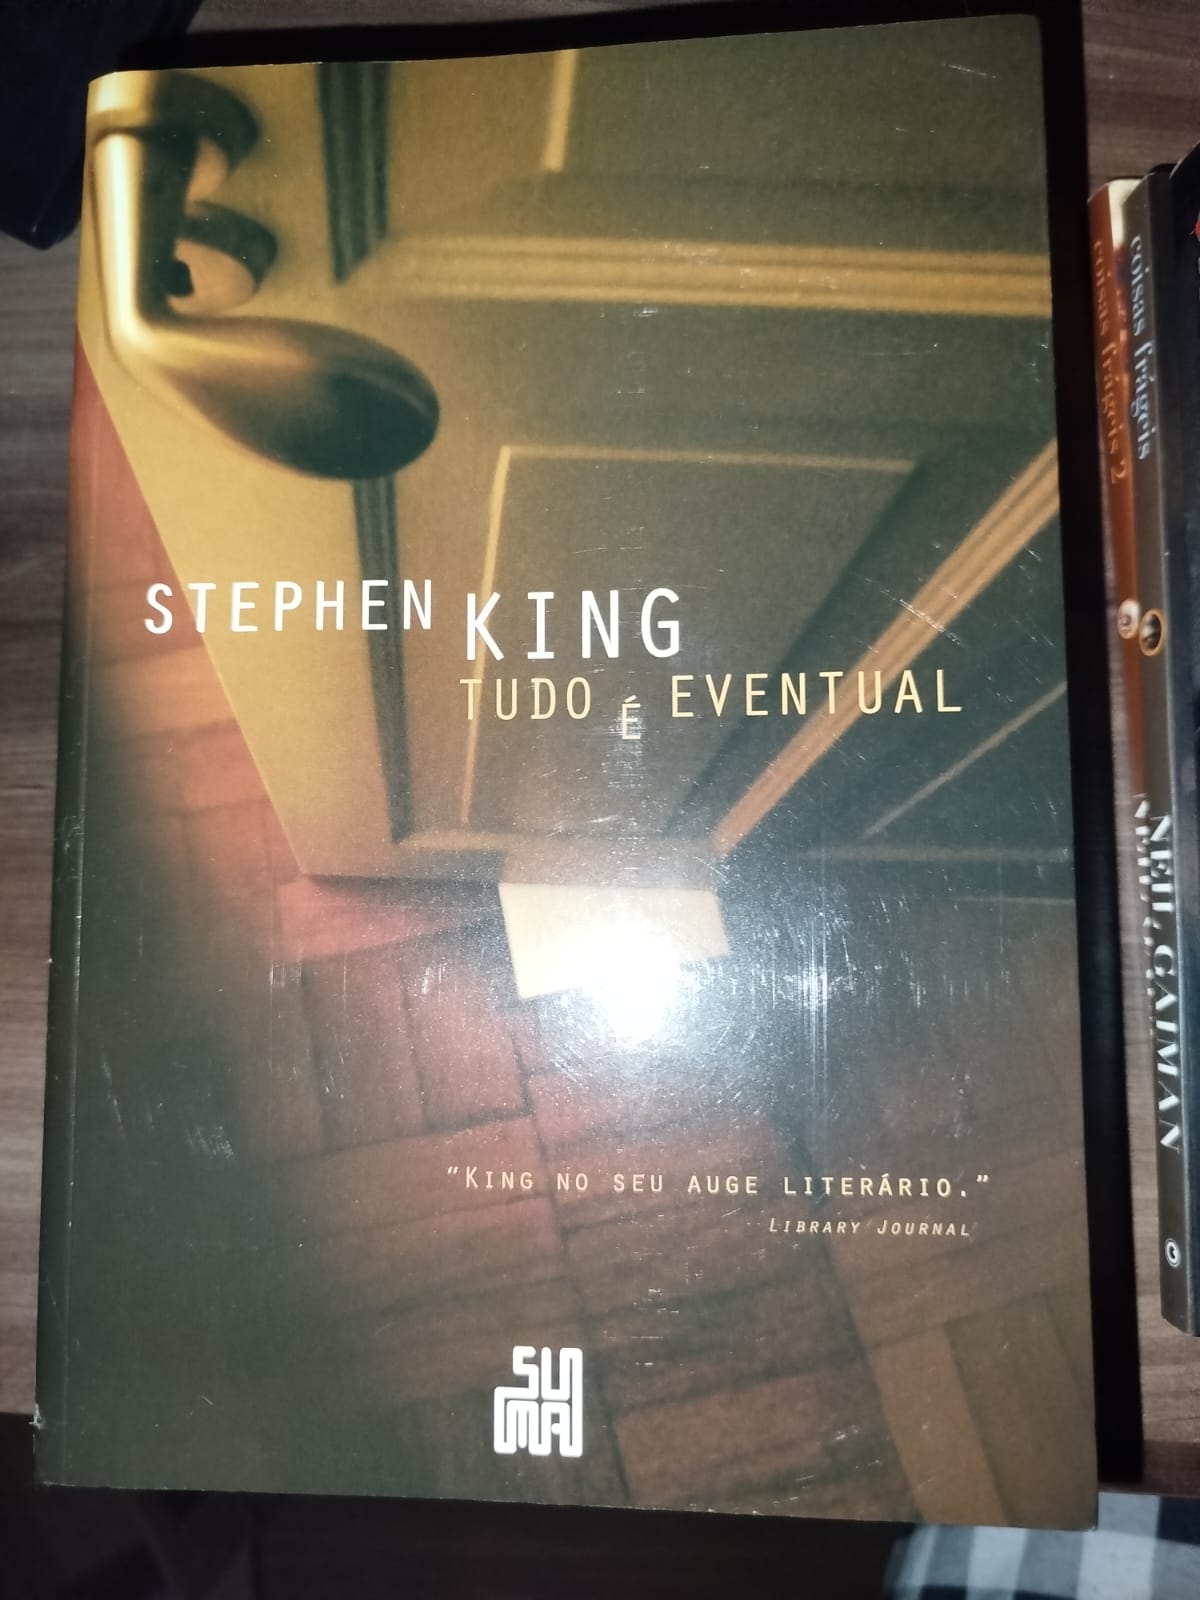 STEPHEN KING
TUDO É EVENTUAL
“KING NO SEU AUGE LITERÁRIO.”
LIBRARY JOURNAL
SUMA
coisas frágeis 2
coisas frágeis
NEIL GAIMAN